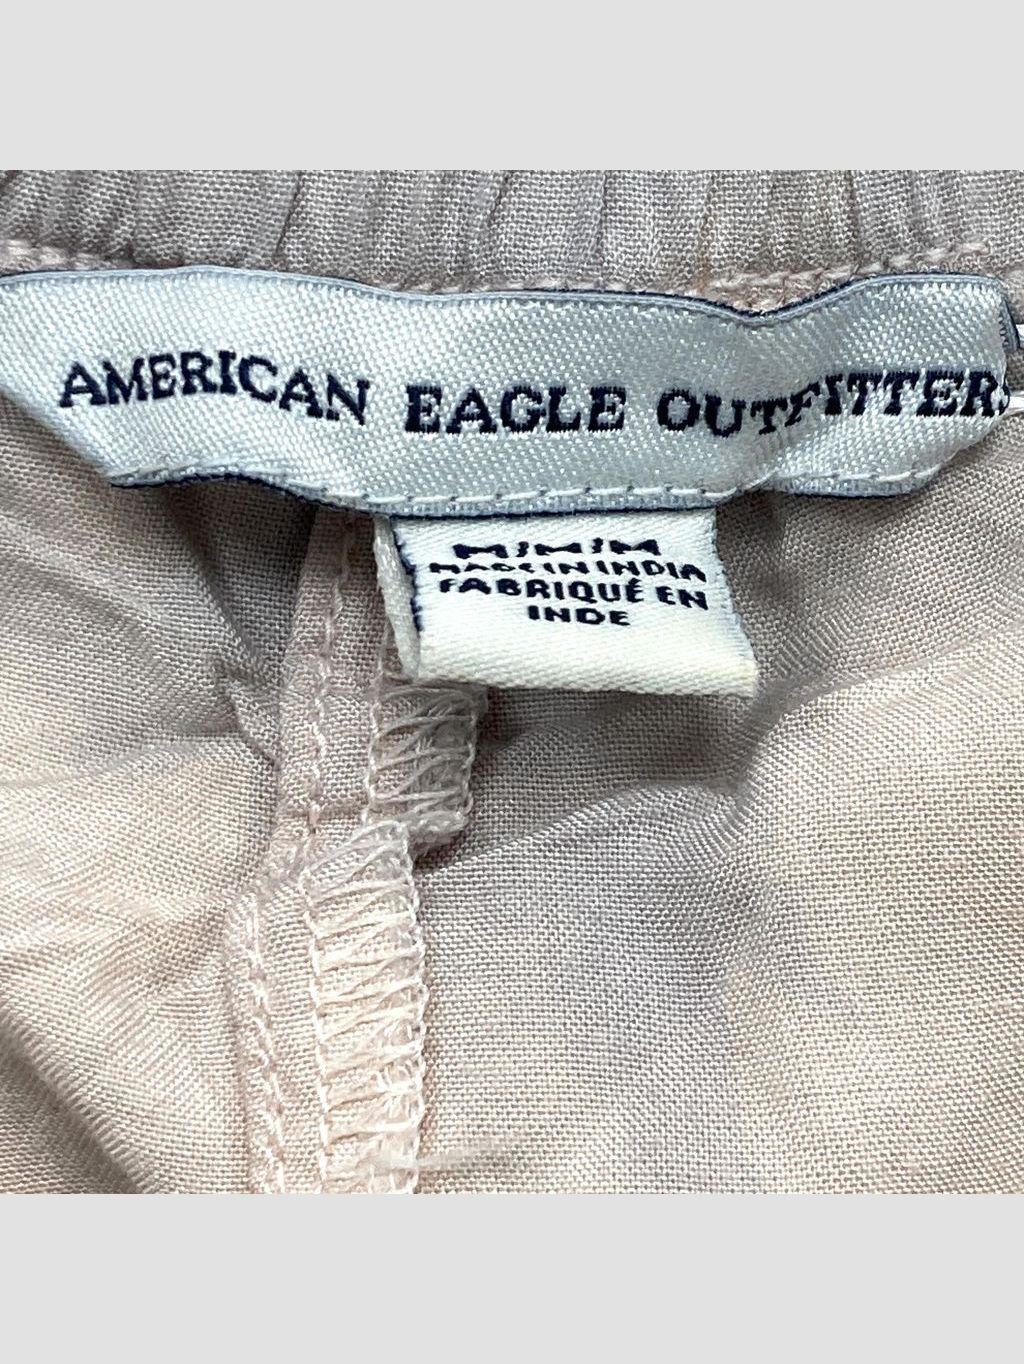 AMERICAN EAGLE OUTFITTERS
M/M/M
MADE IN INDIA
FABRIQUÉ EN
INDE